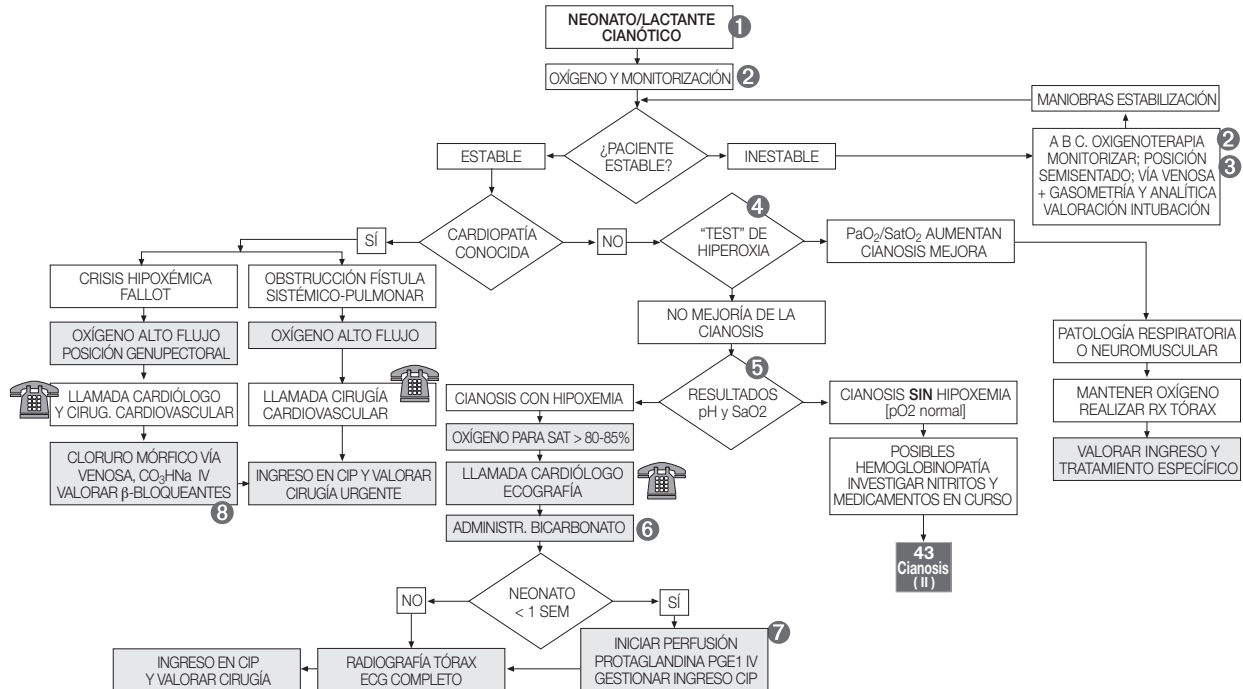 NEONATO/LACTANTE
CIANÓTICO
1
OXÍGENO Y MONITORIZACIÓN
2
MANIOBRAS ESTABILIZACIÓN
¿PACIENTE
ESTABLE?
ESTABLE
INESTABLE
A B C. OXIGENOTERAPIA
MONITORIZAR; POSICIÓN
SEMISENTADO; VÍA VENOSA
+ GASOMETRÍA Y ANALÍTICA
VALORACIÓN INTUBACIÓN
2
3
CARDIOPATÍA
CONOCIDA
SÍ
NO
4
"TEST" DE
HIPEROXIA
PaO2/SatO2 AUMENTAN
CIANOSIS MEJORA
CRISIS HIPOXÉMICA
FALLOT
OBSTRUCCIÓN FÍSTULA
SISTÉMICO-PULMONAR
NO MEJORÍA DE LA
CIANOSIS
OXÍGENO ALTO FLUJO
POSICIÓN GENUPECTORAL
OXÍGENO ALTO FLUJO
PATOLOGÍA RESPIRATORIA
O NEUROMUSCULAR
LLAMADA CARDIÓLOGO
Y CIRUG. CARDIOVASCULAR
LLAMADA CIRUGÍA
CARDIOVASCULAR
CIANOSIS CON HIPOXEMIA
5
RESULTADOS
pH y SaO2
CIANOSIS SIN HIPOXEMIA
[pO2 normal]
MANTENER OXÍGENO
REALIZAR RX TÓRAX
OXÍGENO PARA SAT > 80-85%
CLORURO MÓRFICO VÍA
VENOSA, CO3HNa IV
VALORAR β-BLOQUEANTES
8
INGRESO EN CIP Y VALORAR
CIRUGÍA URGENTE
LLAMADA CARDIÓLOGO
ECOGRAFÍA
POSIBLES
HEMOGLOBINOPATÍA
INVESTIGAR NITRITOS Y
MEDICAMENTOS EN CURSO
VALORAR INGRESO Y
TRATAMIENTO ESPECÍFICO
ADMINISTR. BICARBONATO
6
43
Cianosis
( II )
NEONATO
< 1 SEM
NO
SÍ
7
INICIAR PERFUSIÓN
PROTAGLANDINA PGE1 IV
GESTIONAR INGRESO CIP
RADIOGRAFÍA TÓRAX
ECG COMPLETO
INGRESO EN CIP
Y VALORAR CIRUGÍA